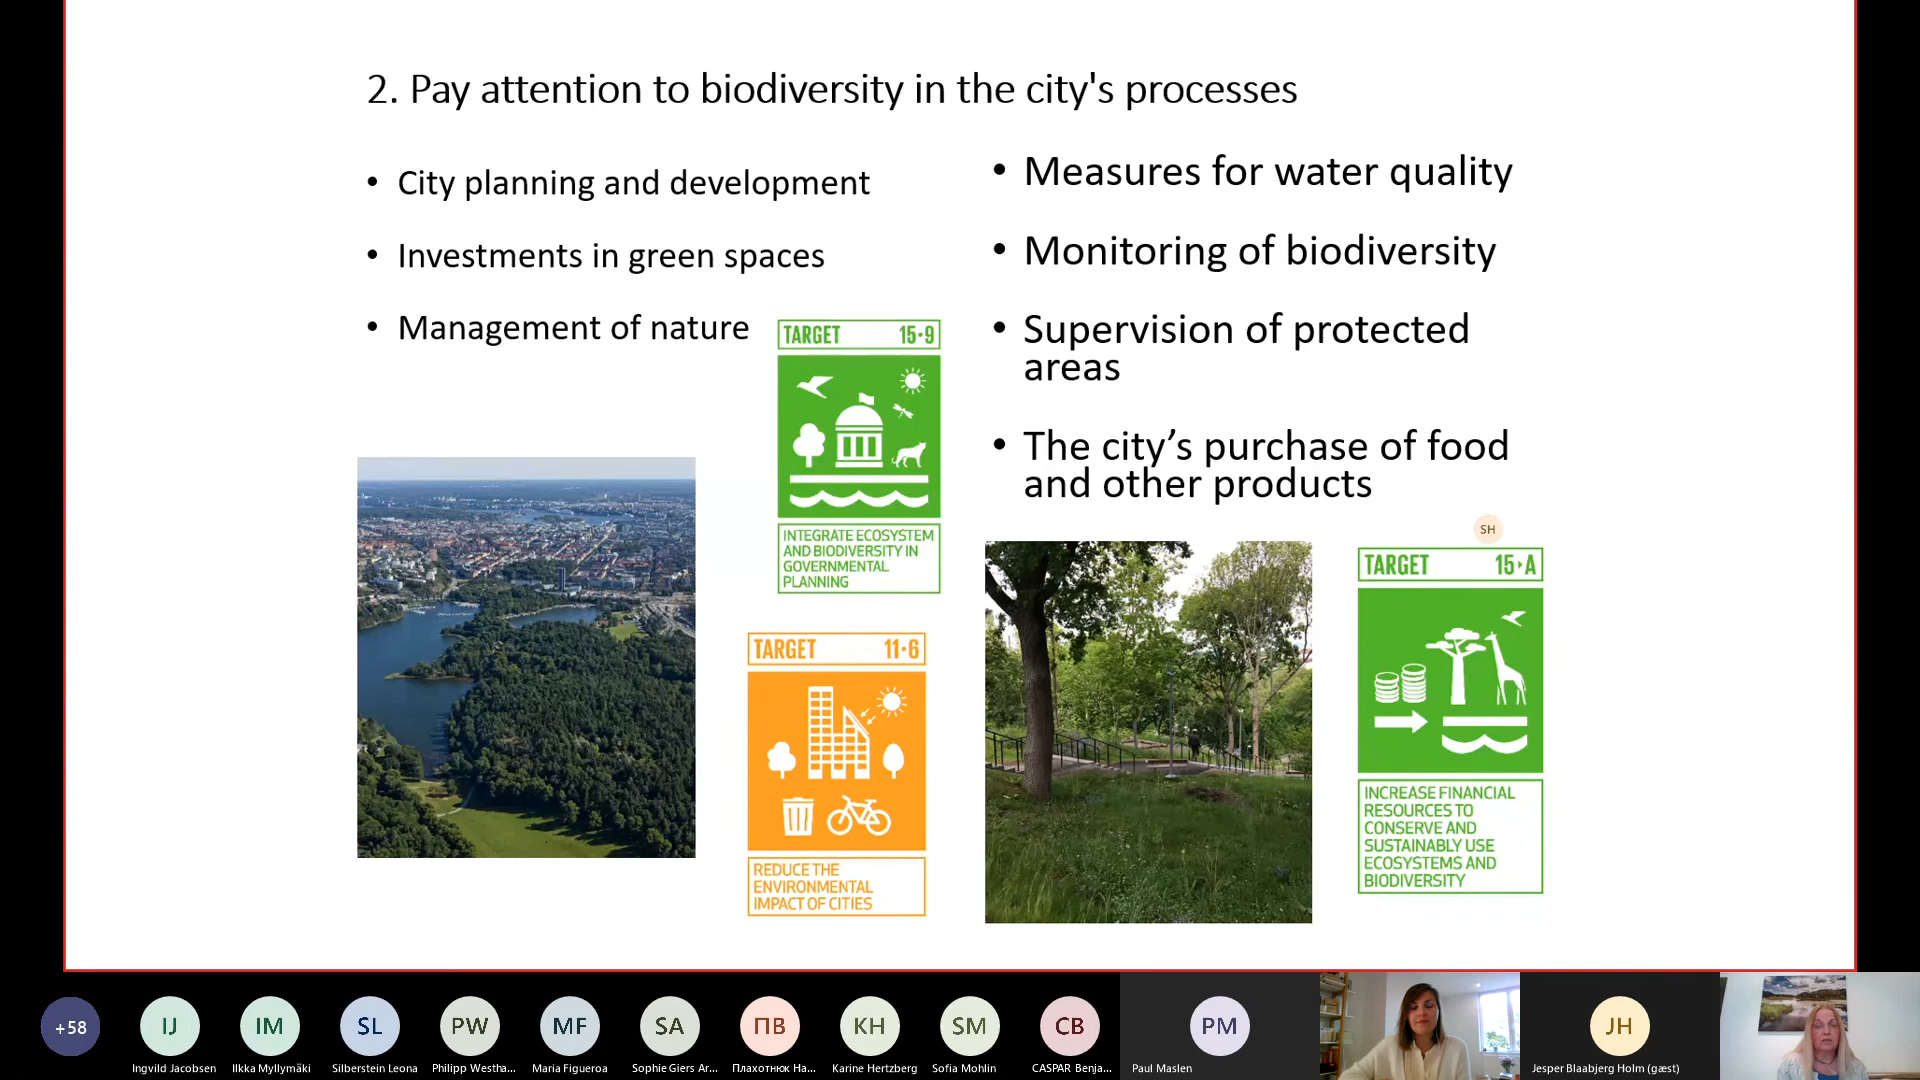 2. Pay attention to biodiversity in the city's processes
• City planning and development
• Investments in green spaces
• Management of nature
• Measures for water quality
• Monitoring of biodiversity
• Supervision of protected
areas
• The city’s purchase of food
and other products
TARGET 15·9
INTEGRATE ECOSYSTEM
AND BIODIVERSITY IN
GOVERNMENTAL
PLANNING
TARGET 11·6
REDUCE THE
ENVIRONMENTAL
IMPACT OF CITIES
SH
TARGET 15·A
INCREASE FINANCIAL
RESOURCES TO
CONSERVE AND
SUSTAINABLY USE
ECOSYSTEMS AND
BIODIVERSITY
+58
IJ
Ingvild Jacobsen
IM
Ilkka Myllymäki
SL
Silberstein Leona
PW
Philipp Westha...
MF
Maria Figueroa
SA
Sophie Giers Ar...
ПВ
Плахотнюк На...
KH
Karine Hertzberg
SM
Sofia Mohlin
CB
CASPAR Benja...
PM
Paul Maslen
JH
Jesper Blaabjerg Holm (gæst)